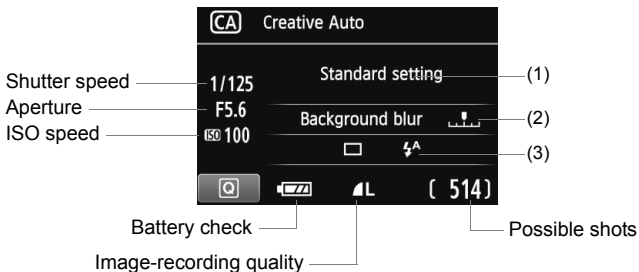 CA Creative Auto
Standard setting
(1)
Shutter speed
1/125
Aperture
F5.6
Background blur
(2)
ISO speed
ISO 100
A
(3)
Q
L
( 514)
Battery check
Possible shots
Image-recording quality